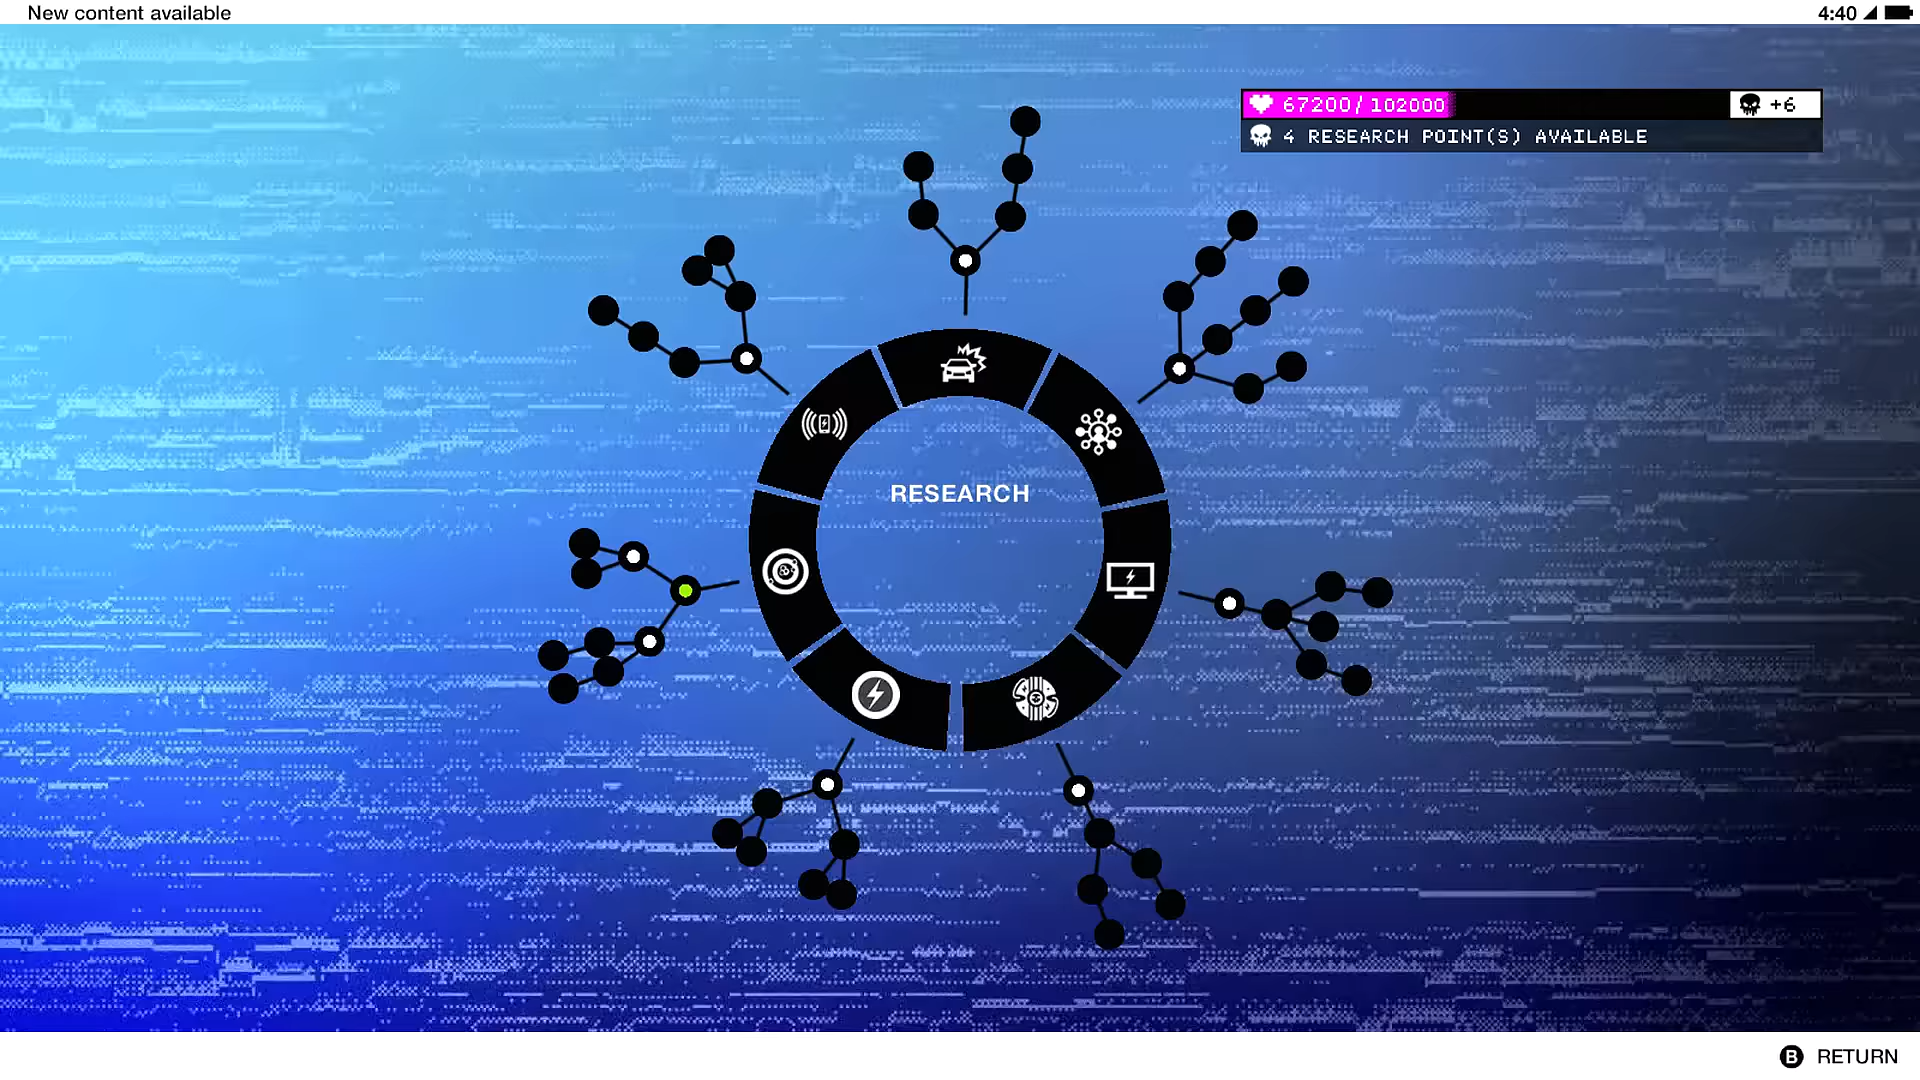 New content available
4:40
67200/102000
+6
4 RESEARCH POINT(S) AVAILABLE
RESEARCH
B RETURN